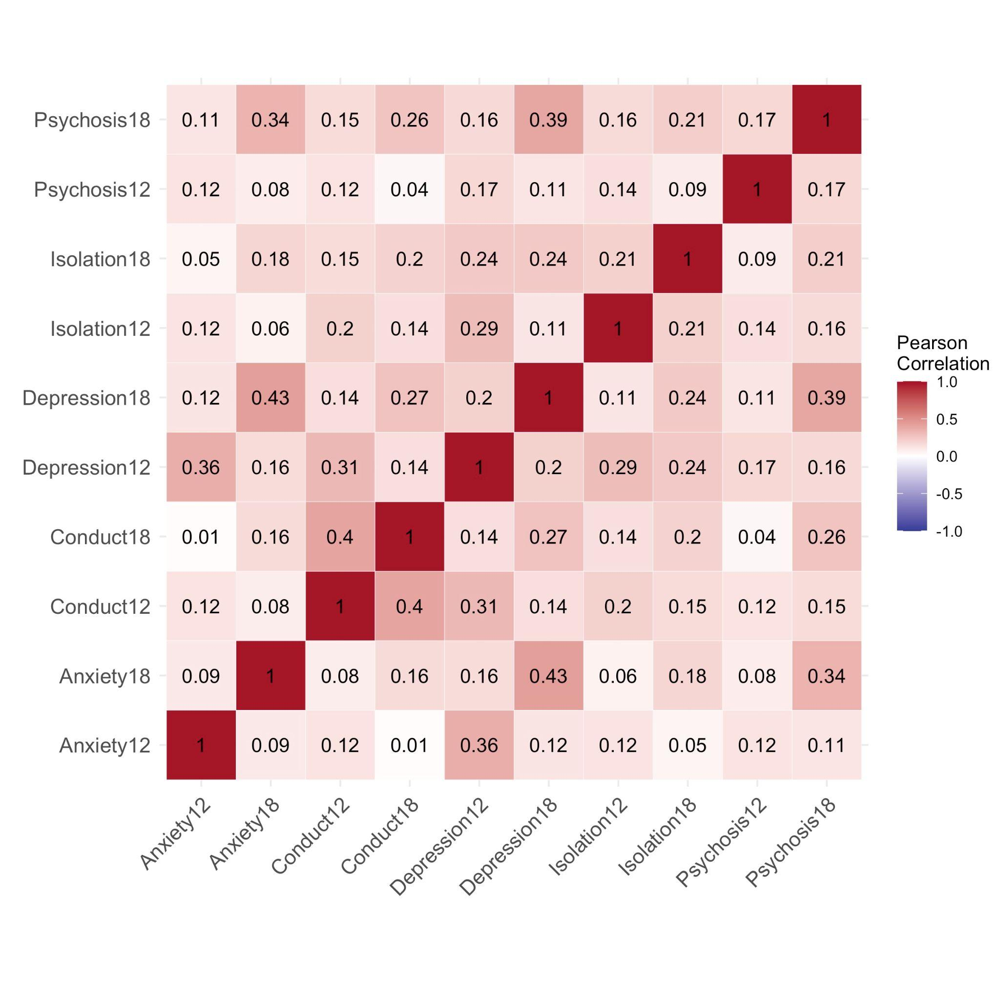 Psychosis18 0.11 0.34 0.15 0.26 0.16 0.39 0.16 0.21 0.17 1
Psychosis12 0.12 0.08 0.12 0.04 0.17 0.11 0.14 0.09 1 0.17
Isolation18 0.05 0.18 0.15 0.2 0.24 0.24 0.21 1 0.09 0.21
Isolation12 0.12 0.06 0.2 0.14 0.29 0.11 1 0.21 0.14 0.16
Depression18 0.12 0.43 0.14 0.27 0.2 1 0.11 0.24 0.11 0.39
Depression12 0.36 0.16 0.31 0.14 1 0.2 0.29 0.24 0.17 0.16
Conduct18 0.01 0.16 0.4 1 0.14 0.27 0.14 0.2 0.04 0.26
Conduct12 0.12 0.08 1 0.4 0.31 0.14 0.2 0.15 0.12 0.15
Anxiety18 0.09 1 0.08 0.16 0.16 0.43 0.06 0.18 0.08 0.34
Anxiety12 1 0.09 0.12 0.01 0.36 0.12 0.12 0.05 0.12 0.11
Anxiety12 Anxiety18 Conduct12 Conduct18 Depression12 Depression18 Isolation12 Isolation18 Psychosis12 Psychosis18
Pearson
Correlation
1.0
0.5
0.0
-0.5
-1.0